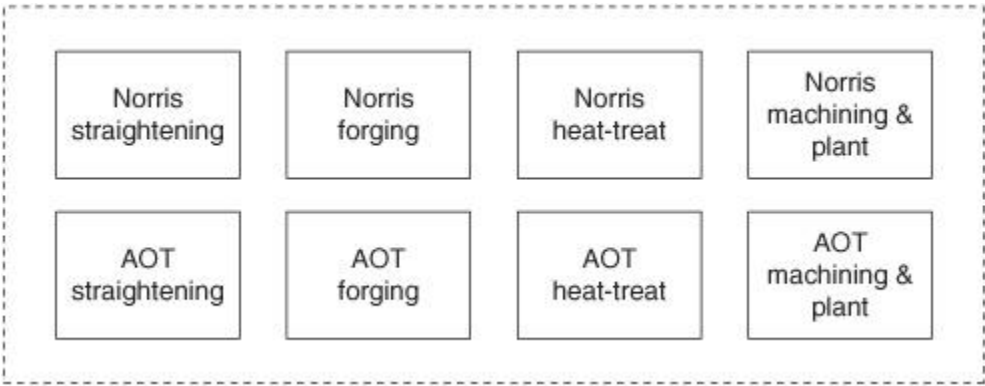 Norris
straightening
Norris
forging
Norris
heat-treat
Norris
machining &
plant
AOT
straightening
AOT
forging
AOT
heat-treat
AOT
machining &
plant